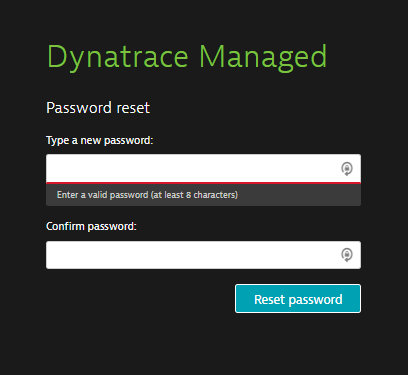 Dynatrace Managed
Password reset
Type a new password:
Enter a valid password (at least 8 characters)
Confirm password:
Reset password